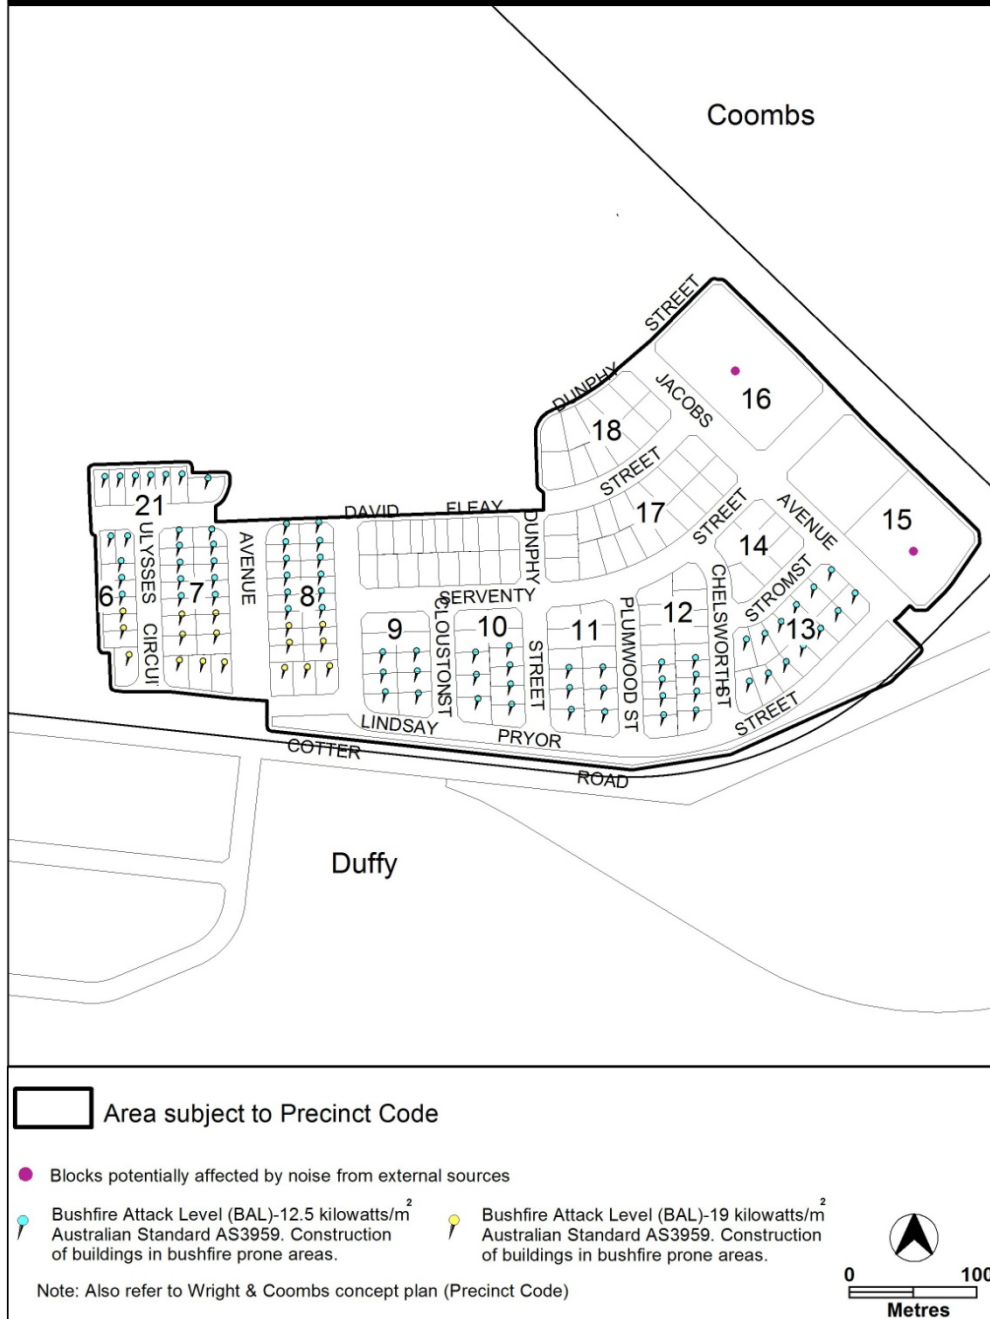 Coombs
STREET
DUNPHY
JACOBS
16
18
STREET
17
STREET
AVENUE
15
14
21
DAVID FLEAY
DUNPHY
ULYSSES
AVENUE
STROMST
6
7
8
SERVENTY
CHELSWORTH ST
12
13
9
10
11
CLOUSTON ST
STREET
PLUMWOOD ST
CIRCUI
STREET
LINDSAY
PRYOR
COTTER
ROAD
Duffy
Area subject to Precinct Code
Blocks potentially affected by noise from external sources
Bushfire Attack Level (BAL)-12.5 kilowatts/m²
Australian Standard AS3959. Construction
of buildings in bushfire prone areas.
Bushfire Attack Level (BAL)-19 kilowatts/m²
Australian Standard AS3959. Construction
of buildings in bushfire prone areas.
Note: Also refer to Wright & Coombs concept plan (Precinct Code)
0 100
Metres